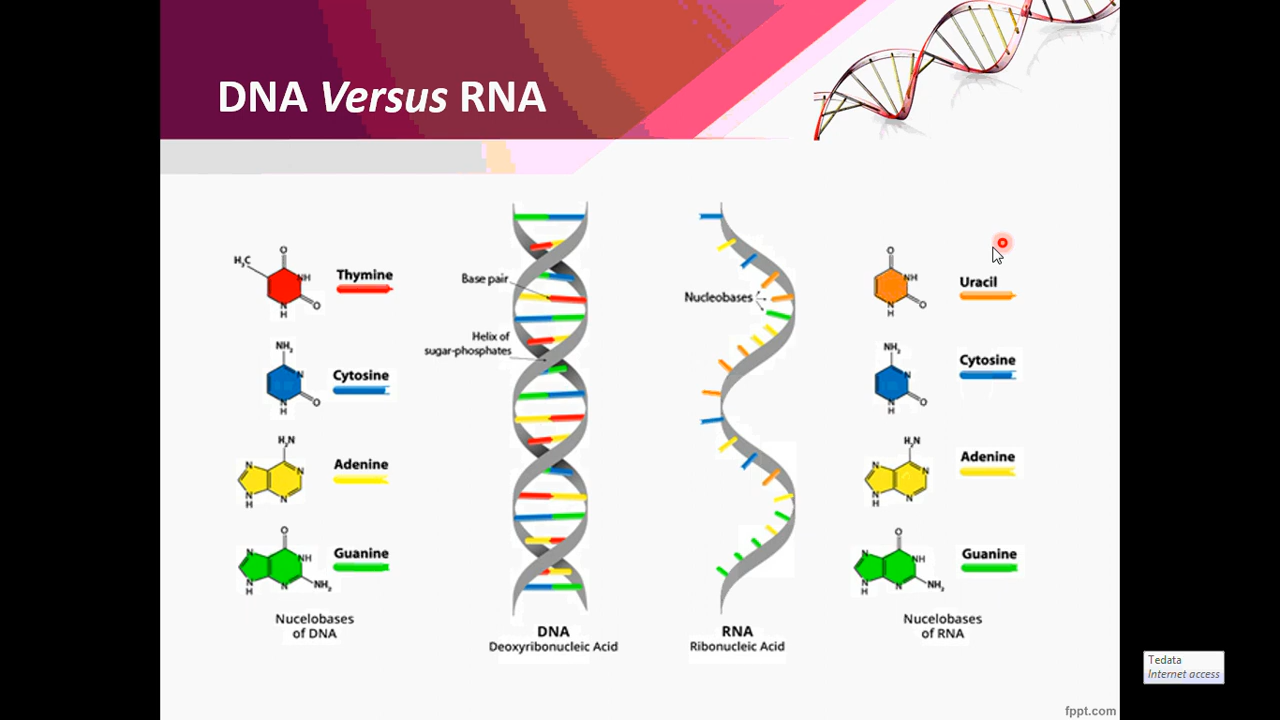 DNA Versus RNA
Thymine
Cytosine
Adenine
Guanine
Nucelobases
of DNA
H₃C
O
NH
O
N
H
NH₂
N
O
N
H
H₂N
N
N
N
H
N
O
N
NH
N
H
N
NH₂
Base pair
Helix of
sugar-phosphates
DNA
Deoxyribonucleic Acid
Nucleobases
RNA
Ribonucleic Acid
O
NH
O
N
H
NH₂
N
O
N
H
H₂N
N
N
N
H
N
O
N
NH
N
H
N
NH₂
Uracil
Cytosine
Adenine
Guanine
Nucelobases
of RNA
Tedata
Internet access
fppt.com